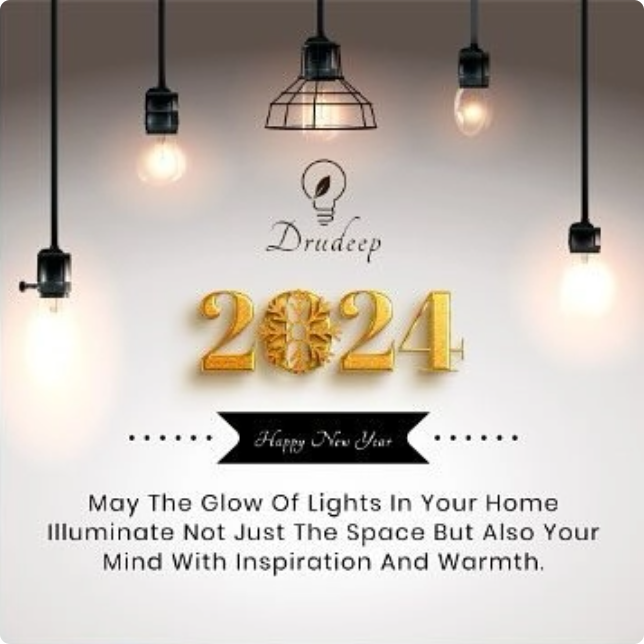 Drudeep
2024
Happy New Year
May The Glow Of Lights In Your Home
Illuminate Not Just The Space But Also Your
Mind With Inspiration And Warmth.